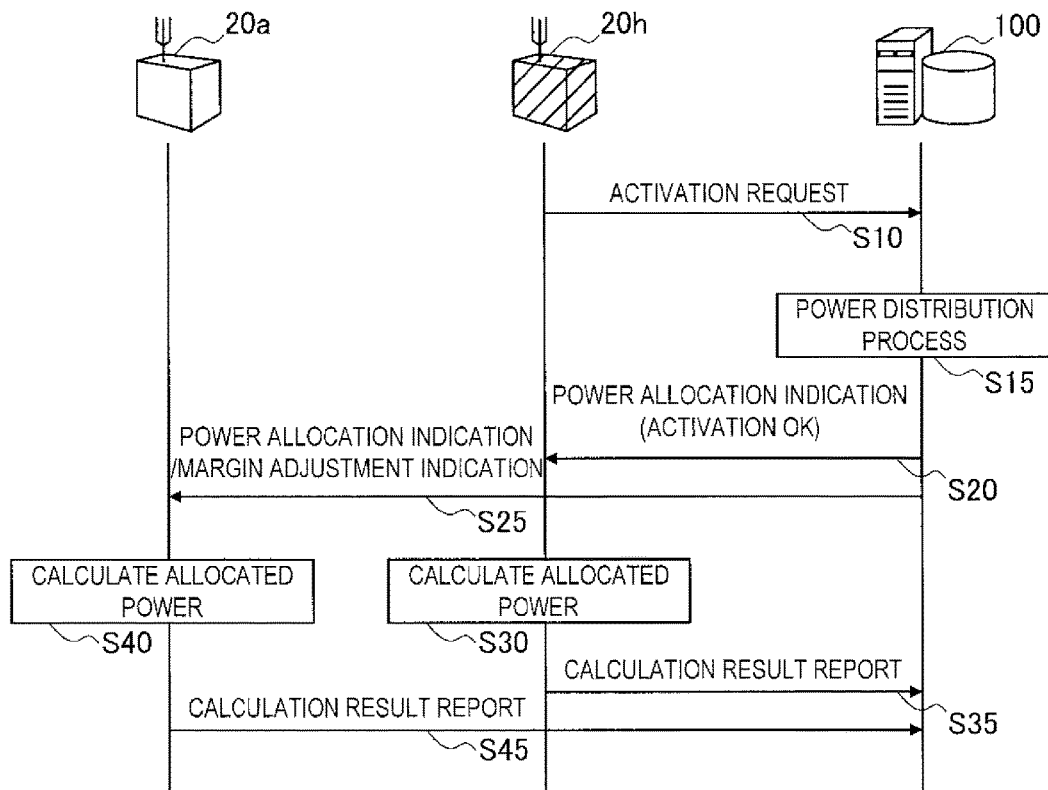 20a
20h
100
ACTIVATION REQUEST
S10
POWER DISTRIBUTION
PROCESS
S15
POWER ALLOCATION INDICATION
(ACTIVATION OK)
S20
POWER ALLOCATION INDICATION
/MARGIN ADJUSTMENT INDICATION
S25
CALCULATE ALLOCATED
POWER
S40
CALCULATE ALLOCATED
POWER
S30
CALCULATION RESULT REPORT
S35
CALCULATION RESULT REPORT
S45